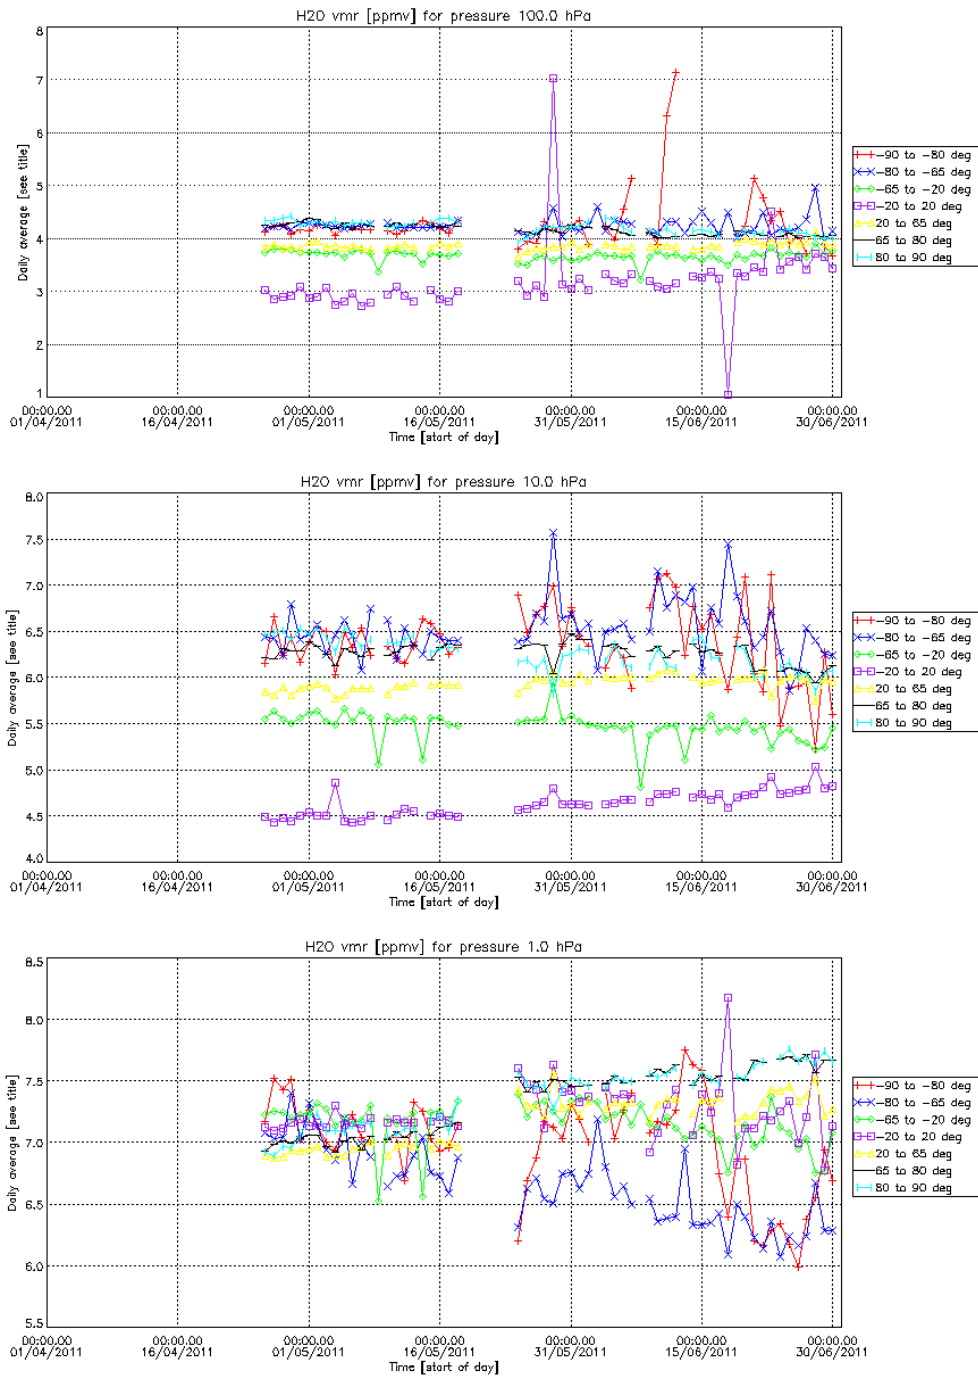 H2O vmr [ppmv] for pressure 100.0 hPa
8
7
6
5
4
3
2
1
Daily average [see title]
00:00.00 00:00.00 00:00.00 00:00.00 00:00.00 00:00.00 00:00.00
01/04/2011 16/04/2011 01/05/2011 16/05/2011 31/05/2011 15/06/2011 30/06/2011
Time [start of day]
-90 to -80 deg
-80 to -65 deg
-65 to -20 deg
-20 to 20 deg
20 to 65 deg
65 to 80 deg
80 to 90 deg
H2O vmr [ppmv] for pressure 10.0 hPa
8.0
7.5
7.0
6.5
6.0
5.5
5.0
4.5
4.0
Daily average [see title]
00:00.00 00:00.00 00:00.00 00:00.00 00:00.00 00:00.00 00:00.00
01/04/2011 16/04/2011 01/05/2011 16/05/2011 31/05/2011 15/06/2011 30/06/2011
Time [start of day]
-90 to -80 deg
-80 to -65 deg
-65 to -20 deg
-20 to 20 deg
20 to 65 deg
65 to 80 deg
80 to 90 deg
H2O vmr [ppmv] for pressure 1.0 hPa
8.5
8.0
7.5
7.0
6.5
6.0
5.5
Daily average [see title]
00:00.00 00:00.00 00:00.00 00:00.00 00:00.00 00:00.00 00:00.00
01/04/2011 16/04/2011 01/05/2011 16/05/2011 31/05/2011 15/06/2011 30/06/2011
Time [start of day]
-90 to -80 deg
-80 to -65 deg
-65 to -20 deg
-20 to 20 deg
20 to 65 deg
65 to 80 deg
80 to 90 deg